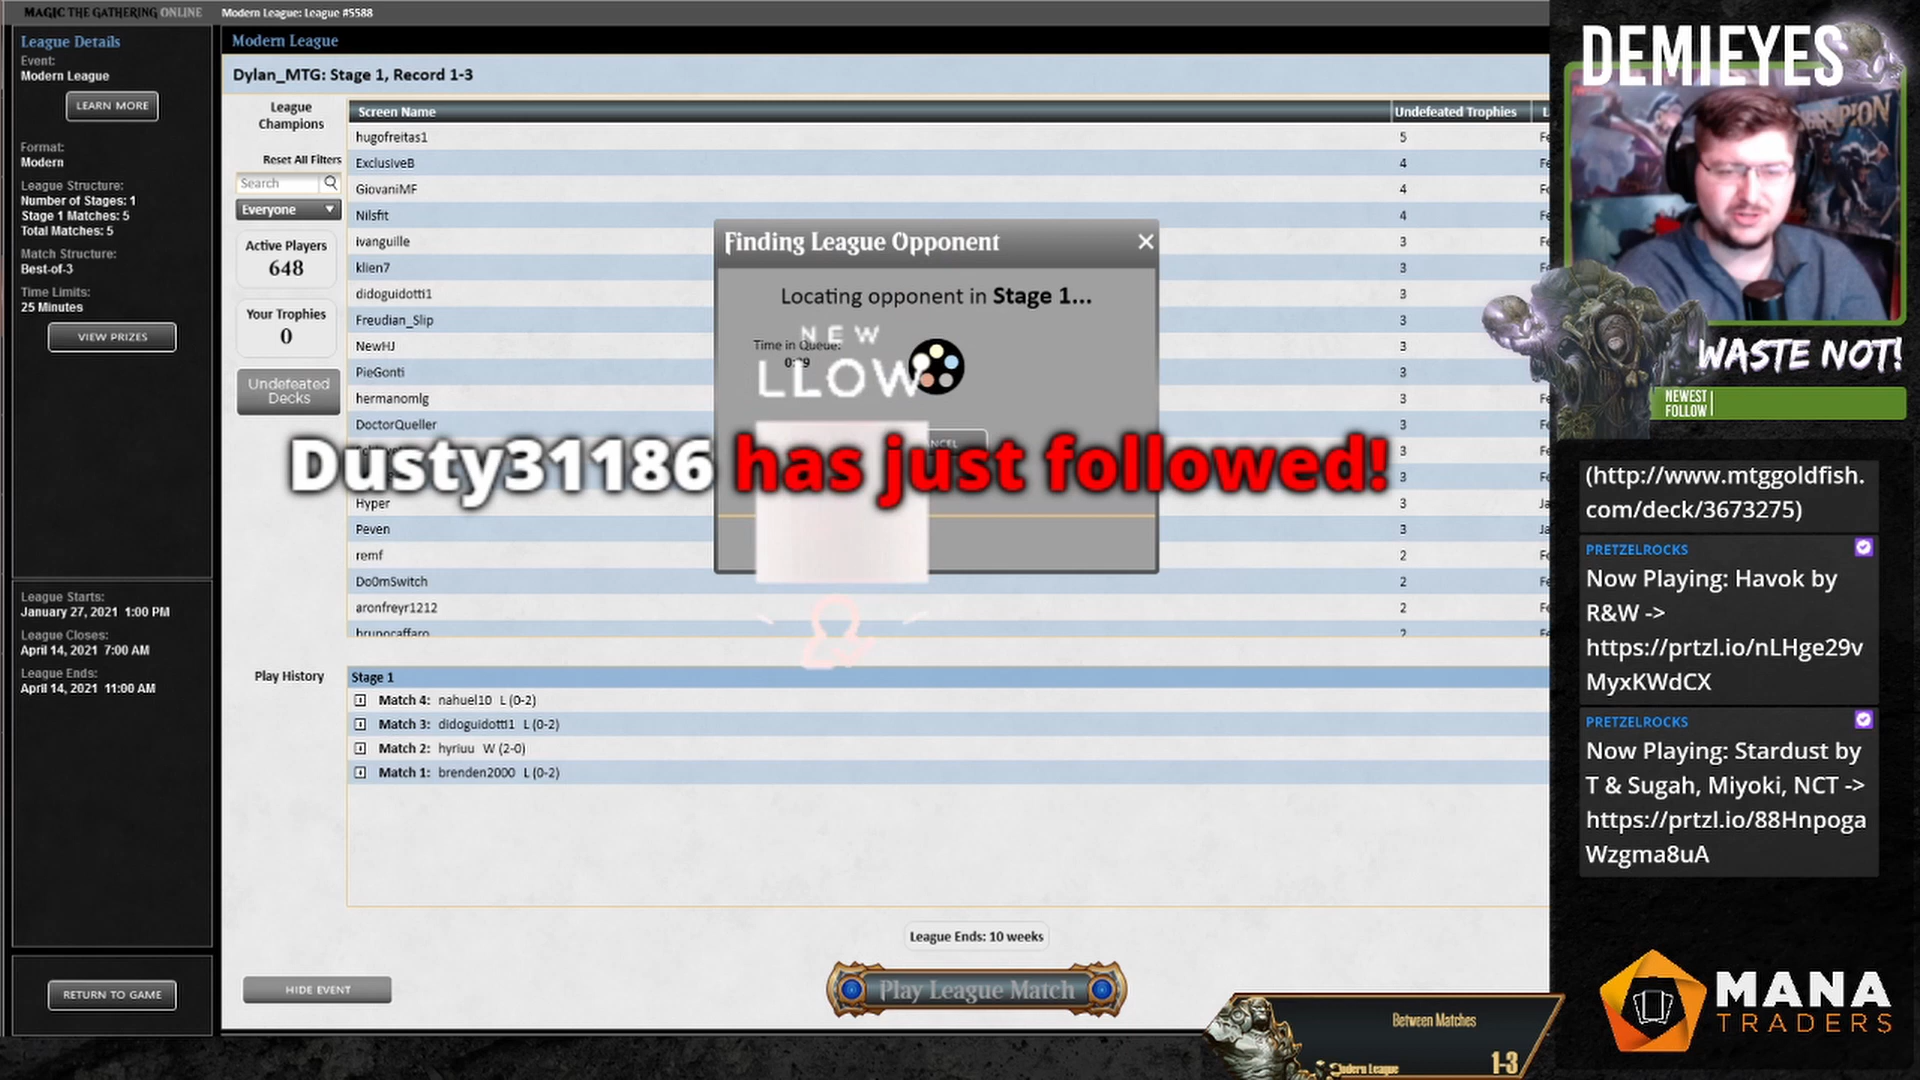 MAGIC THE GATHERING ONLINE
Modern League: League #5588
League Details
Event:
Modern League
LEARN MORE
Format:
Modern
League Structure:
Number of Stages: 1
Stage 1 Matches: 5
Total Matches: 5
Match Structure:
Best-of-3
Time Limits:
25 Minutes
VIEW PRIZES
League Starts:
January 27, 2021 1:00 PM
League Closes:
April 14, 2021 7:00 AM
League Ends:
April 14, 2021 11:00 AM
RETURN TO GAME
Modern League
Dylan_MTG: Stage 1, Record 1-3
League
Champions
Reset All Filters
Search
Everyone
Active Players
648
Your Trophies
0
Undefeated
Decks
Screen Name Undefeated Trophies
hugofreitas1 5
ExclusiveB 4
GiovaniMF 4
Nilsfit 4
ivanguille 3
klien7 3
didoguidotti1 3
Freudian_Slip 3
NewHJ 3
PieGonti 3
hermanomlg 3
DoctorQueller 3
3
3
Hyper 3
Peven 3
remf 2
Do0mSwitch 2
aronfreyr1212 2
brunocaffaro 2
Finding League Opponent
Locating opponent in Stage 1...
Time in Queue:
NEW
LLOW
Dusty31186 has just followed!
Play History
Stage 1
Match 4: nahuel10 L (0-2)
Match 3: didoguidotti1 L (0-2)
Match 2: hyriuu W (2-0)
Match 1: brenden2000 L (0-2)
League Ends: 10 weeks
HIDE EVENT
Play League Match
Between Matches
Modern League
1-3
DEMIEYES
WASTE NOT!
NEWEST
FOLLOW
(http://www.mtggoldfish.
com/deck/3673275)
PRETZELROCKS
Now Playing: Havok by
R&W ->
https://prtzl.io/nLHge29v
MyxKWdCX
PRETZELROCKS
Now Playing: Stardust by
T & Sugah, Miyoki, NCT ->
https://prtzl.io/88Hnpoga
Wzgma8uA
MANA
TRADERS